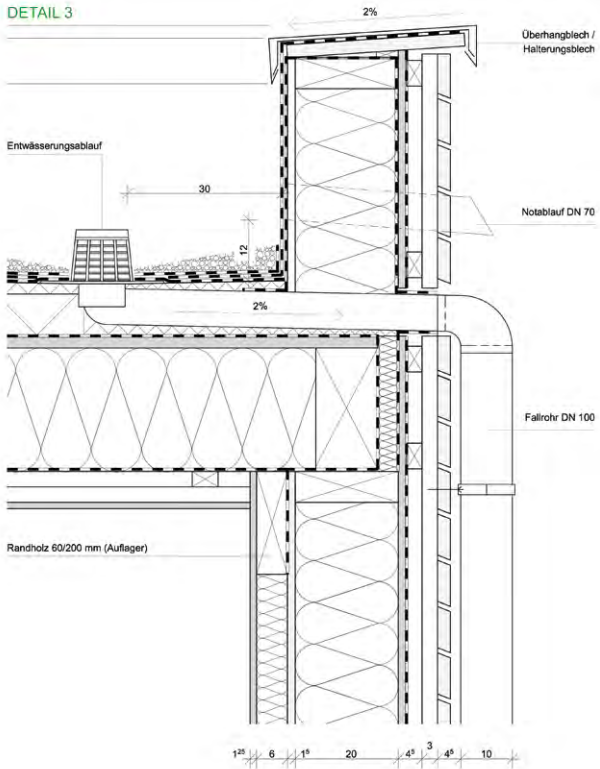 DETAIL 3
2%
Überhangblech /
Halterungsblech
Entwässerungsablauf
30
Notablauf DN 70
12
2%
Fallrohr DN 100
Randholz 60/200 mm (Auflager)
1²⁵ 6 1⁵ 20 4⁵ 3 4⁵ 10